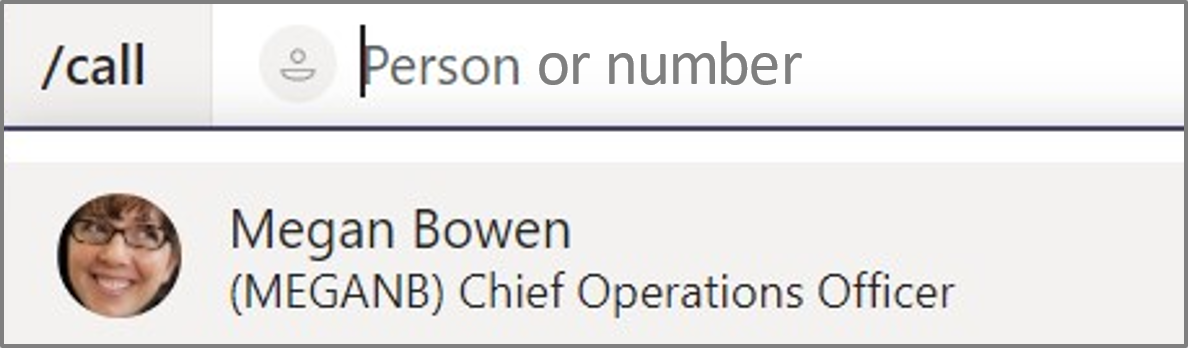 /call Person or number
Megan Bowen
(MEGANB) Chief Operations Officer